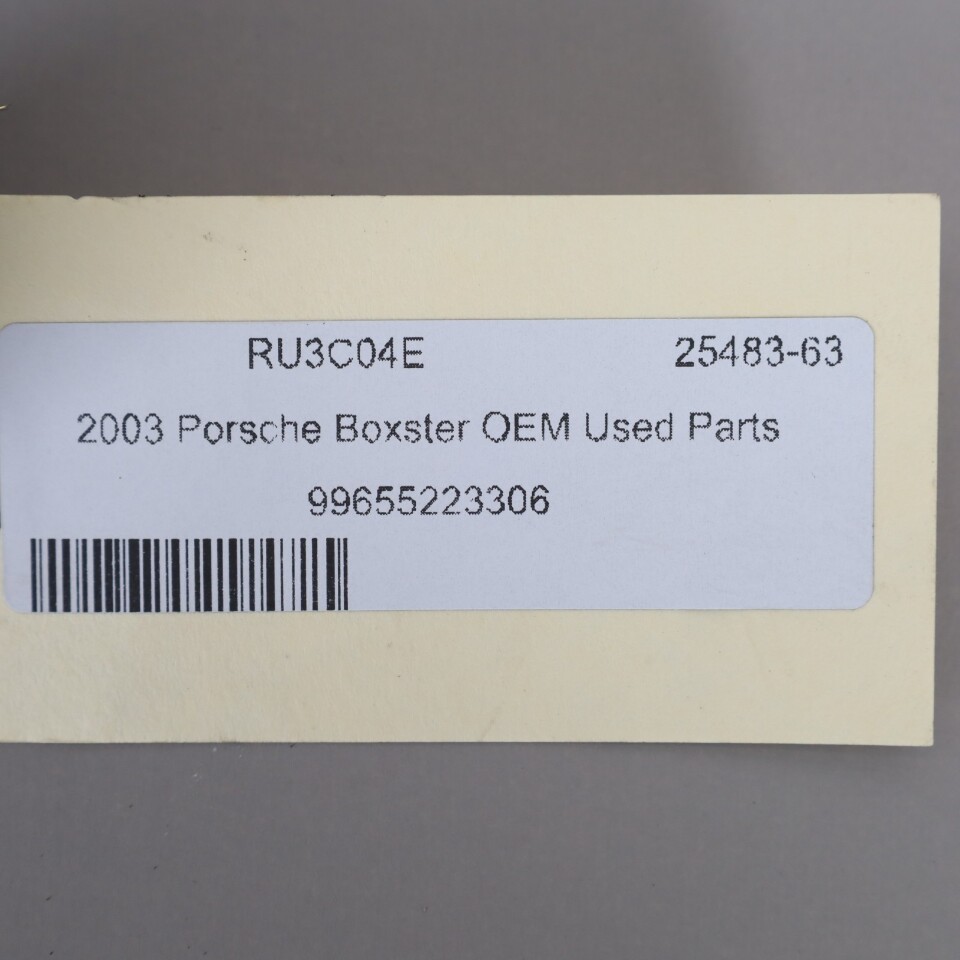 RU3C04E 25483-63
2003 Porsche Boxster OEM Used Parts
99655223306